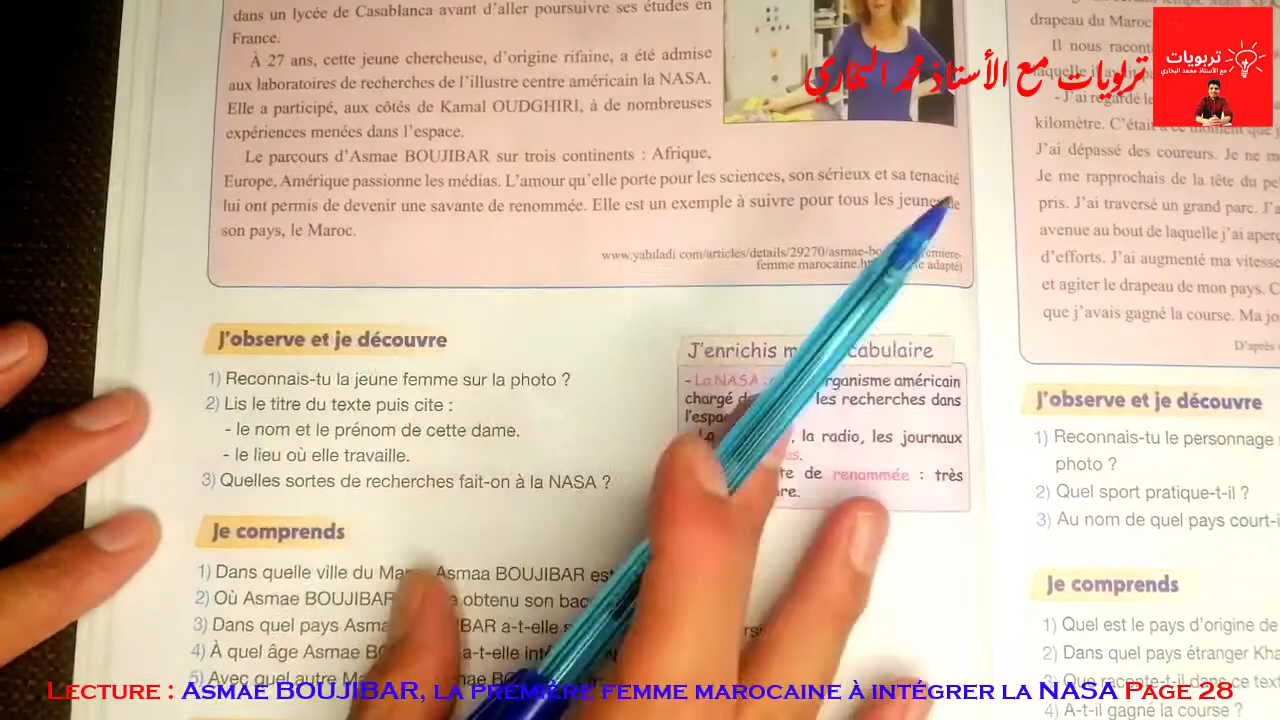 dans un lycée de Casablanca avant d'aller poursuivre ses études en
France.
À 27 ans, cette jeune chercheuse, d'origine rifaine, a été admise
aux laboratoires de recherches de l'illustre centre américain la NASA.
Elle a participé, aux côtés de Kamal OUDGHIRI, à de nombreuses
expériences menées dans l'espace.
Le parcours d'Asmae BOUJIBAR sur trois continents : Afrique,
Europe, Amérique passionne les médias. L'amour qu'elle porte pour les sciences, son sérieux et sa tenacité
lui ont permis de devenir une savante de renommée. Elle est un exemple à suivre pour tous les jeunes de
son pays, le Maroc.
www.yabiladi com/articles/details/29270/asmae-bo
femme marocaine.h adapté)
J'observe et je découvre
1) Reconnais-tu la jeune femme sur la photo ?
2) Lis le titre du texte puis cite :
- le nom et le prénom de cette dame.
- le lieu où elle travaille.
3) Quelles sortes de recherches fait-on à la NASA ?
J'enrichis cabulaire
- La NASA : organisme américain
chargé les recherches dans
l'espa
, la radio, les journaux
te de renommée : très
Je comprends
1) Dans quelle ville du Asmaa BOUJIBAR es
2) Où Asmae BOUJIBAR obtenu son bac
3) Dans quel pays Asma BAR a-t-elle
4) À quel âge Asmae a-t-elle
5) Avec quel autre
drapeau du Maroc
Il nous racont
laquelle il
- J'ai regardé le
kilomètre. C'était à ce moment que j
J'ai dépassé des coureurs. Je ne m
Je me rapprochais de la tête du pe
pris. J'ai traversé un grand parc. J'a
avenue au bout de laquelle j'ai aperç
d'efforts. J'ai augmenté ma vitesse
et agiter le drapeau de mon pays. C
que j'avais gagné la course. Ma jo
D'après
J'observe et je découvre
1) Reconnais-tu le personnage
photo ?
2) Quel sport pratique-t-il ?
3) Au nom de quel pays court-i
Je comprends
1) Quel est le pays d'origine de
2) Dans quel pays étranger Kha
3) Que raconte-t-il dans ce text
4) A-t-il gagné la course ?
تربويات مع الأستاذ محمد البخاري
تربويات
مع الأستاذ محمد البخاري
Lecture : Asmae BOUJIBAR, la première femme marocaine à intégrer la NASA Page 28